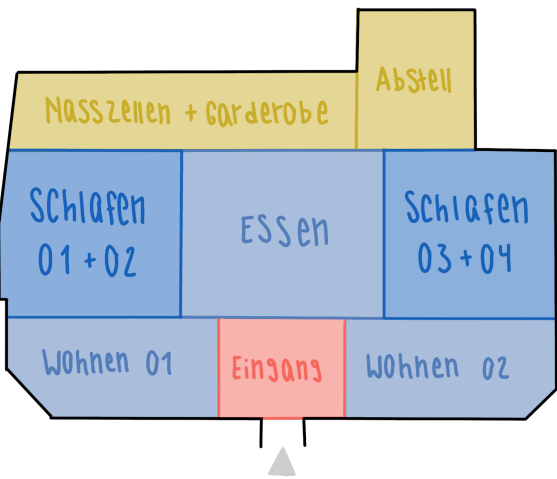 Abstell
Nasszellen + Garderobe
Schlafen
01 + 02
Essen
Schlafen
03 + 04
Wohnen 01
Eingang
Wohnen 02